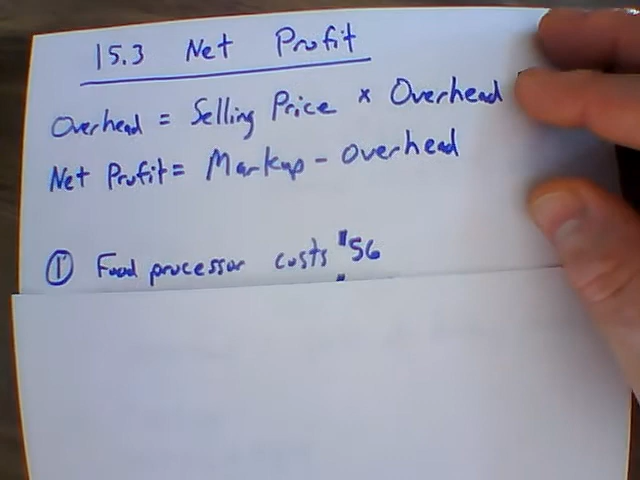 15.3 Net Profit
Overhead = Selling Price × Overhead
Net Profit = Markup - overhead
① Food processor costs $56